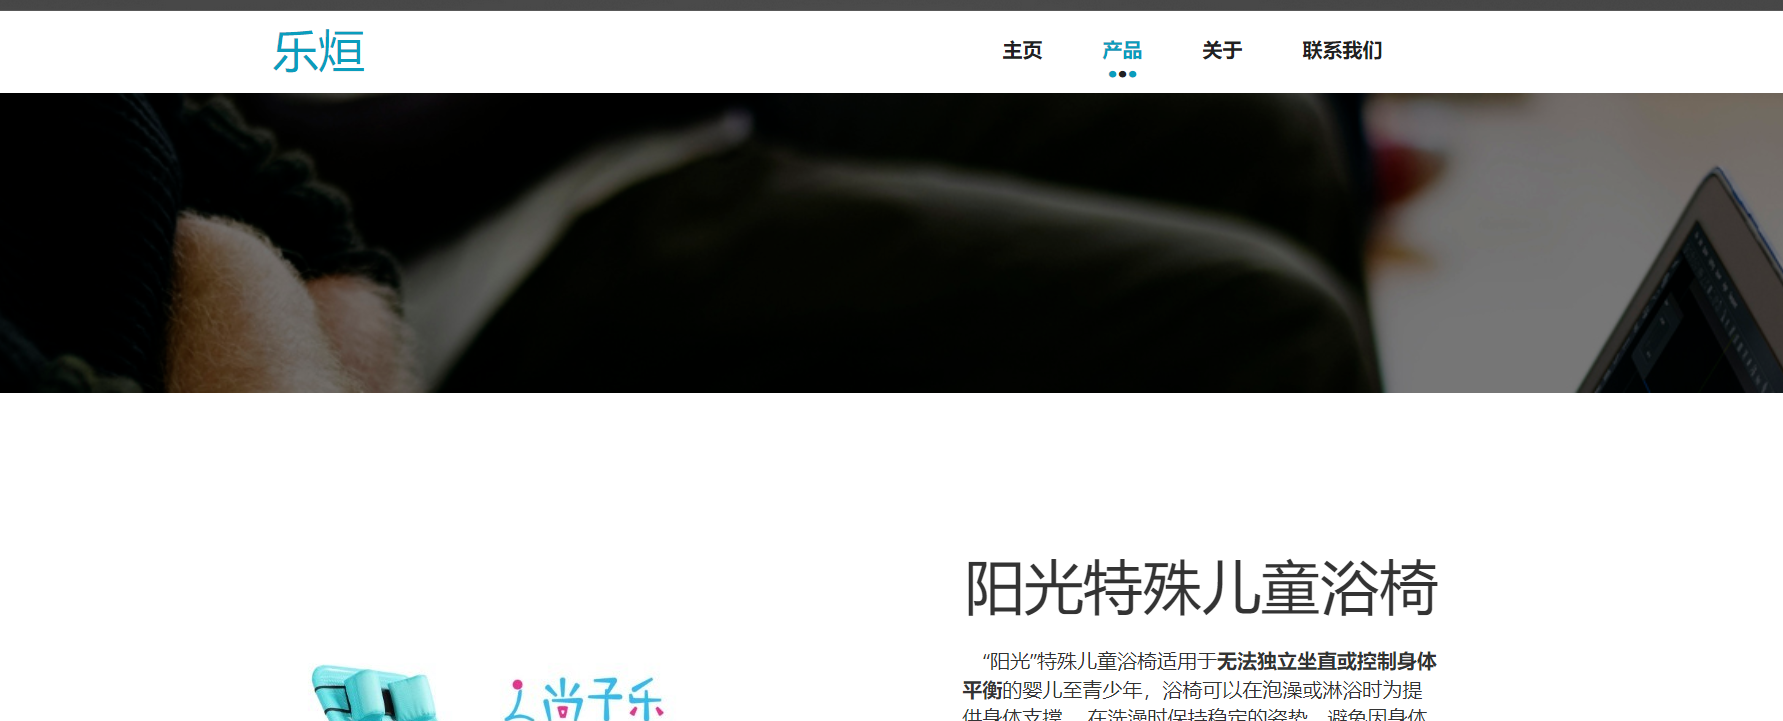 乐烜
主页 产品 关于 联系我们
阳光特殊儿童浴椅
“阳光”特殊儿童浴椅适用于无法独立坐直或控制身体
平衡的婴儿至青少年，浴椅可以在泡澡或淋浴时为提
供身体支撑。在洗澡时保持稳定的姿势，避免因身体
尚子乐